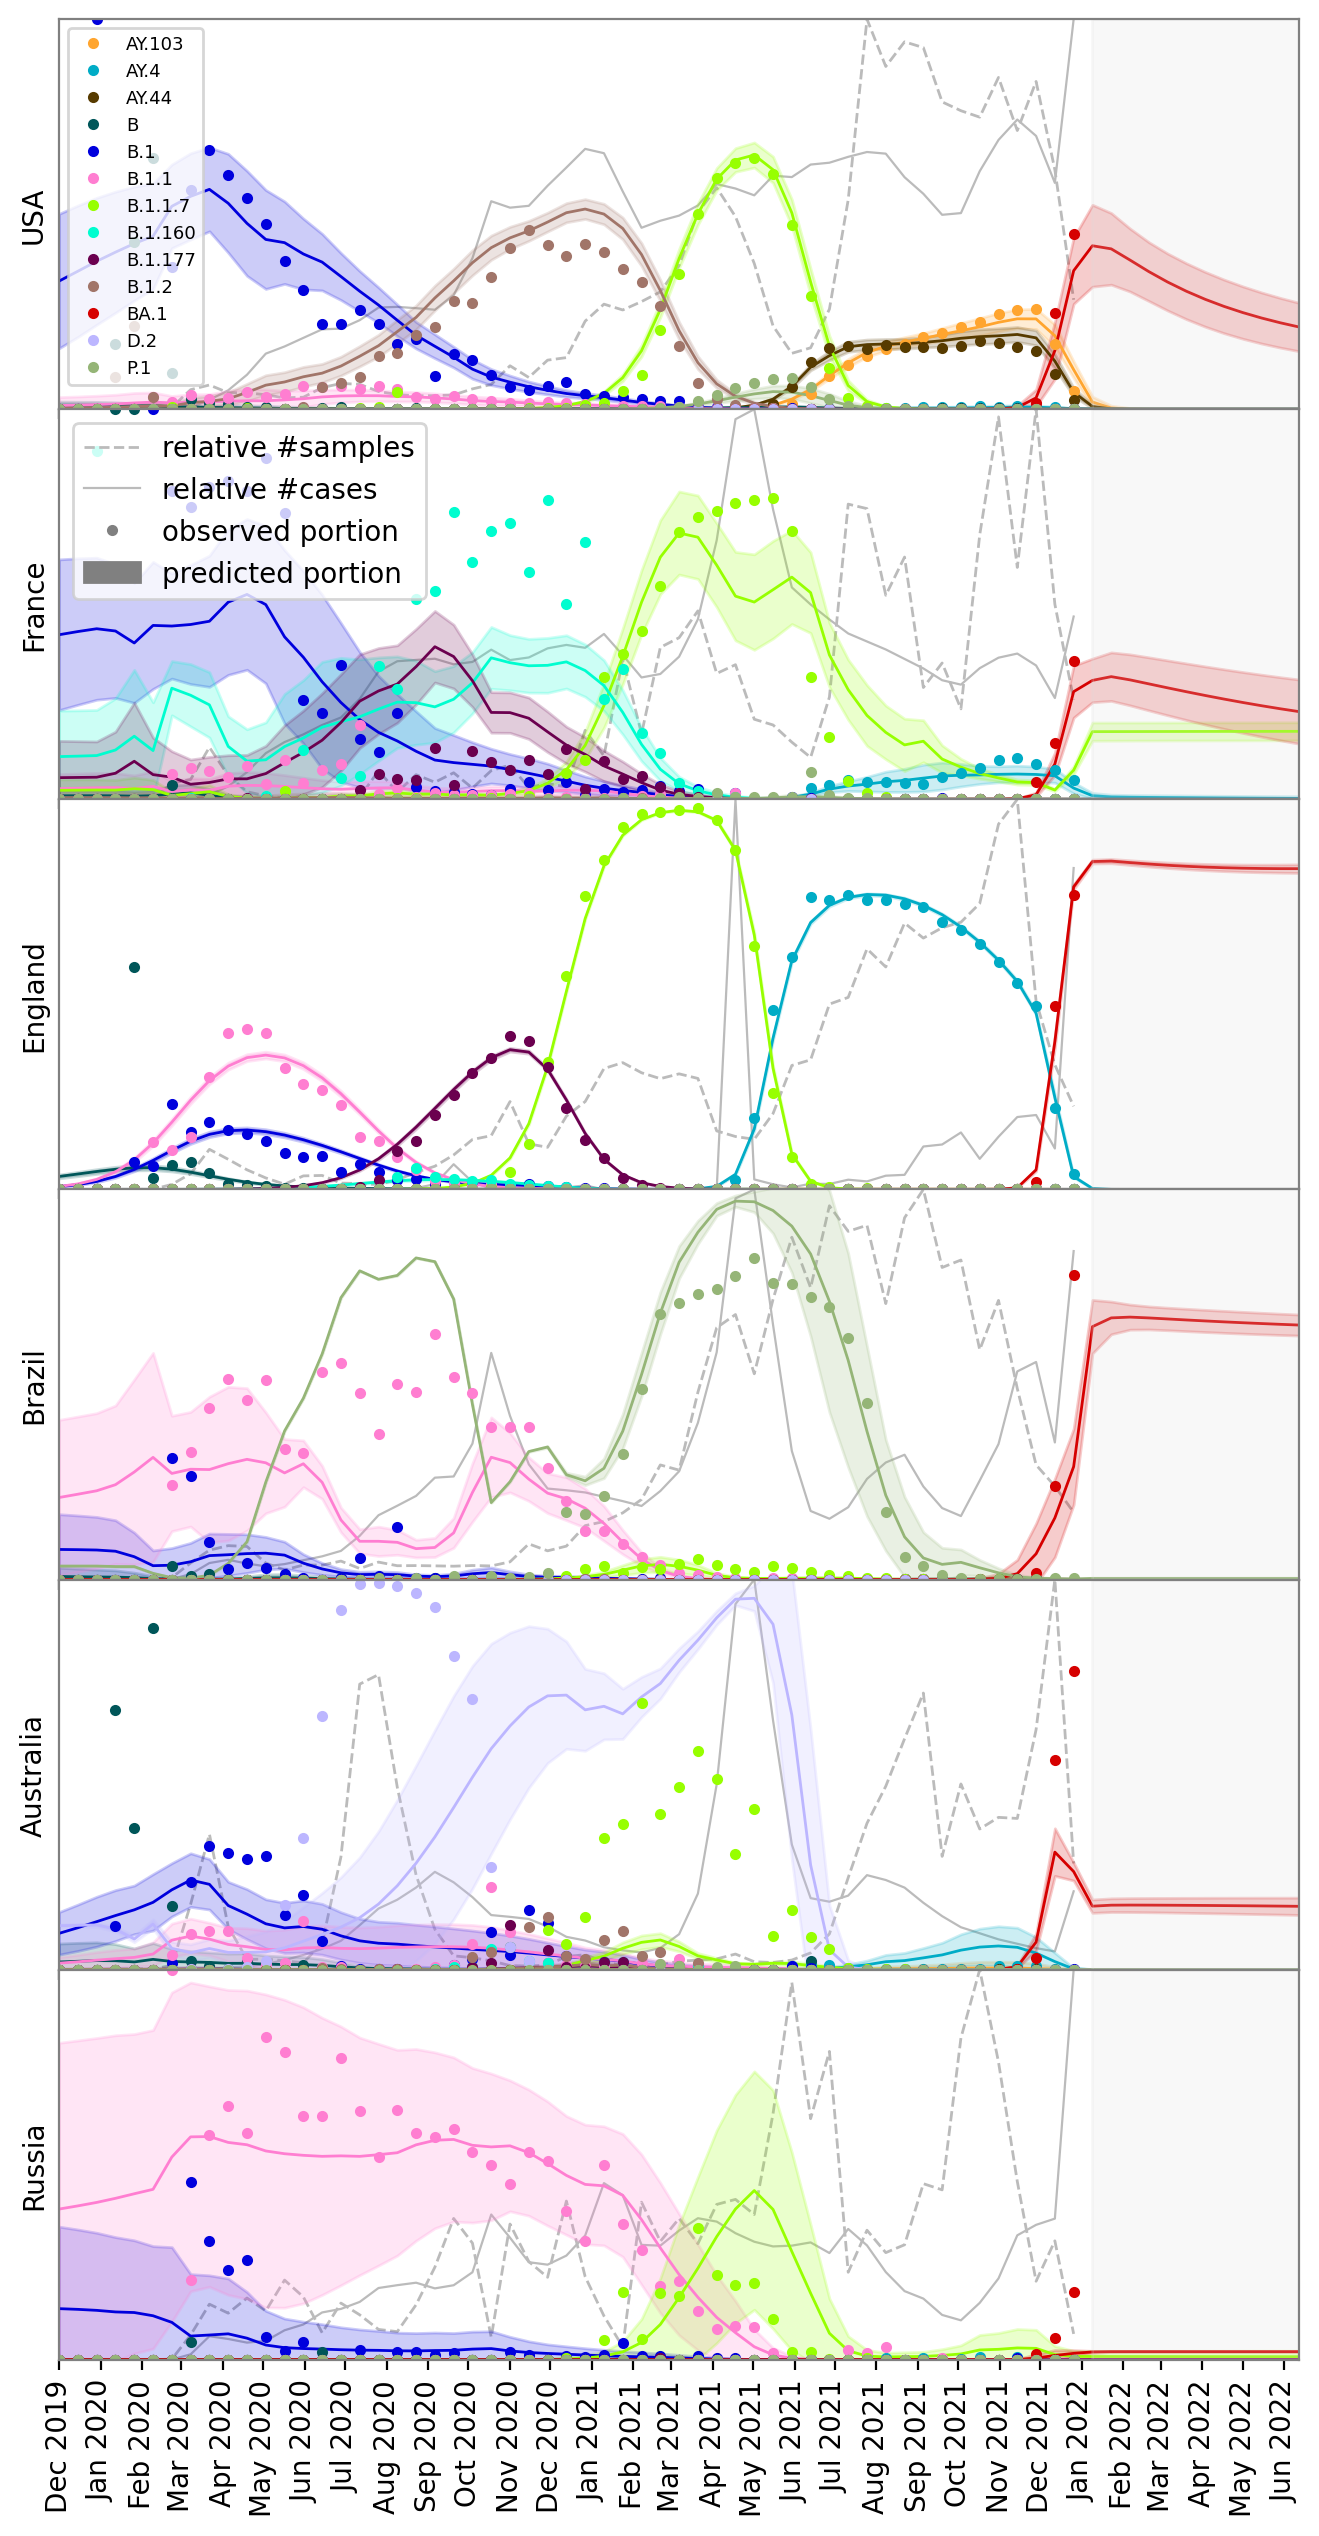 AY.103
AY.4
AY.44
B
B.1
B.1.1
B.1.1.7
B.1.160
B.1.177
B.1.2
BA.1
D.2
P.1
USA
relative #samples
relative #cases
observed portion
predicted portion
France
England
Brazil
Australia
Russia
Dec 2019
Jan 2020
Feb 2020
Mar 2020
Apr 2020
May 2020
Jun 2020
Jul 2020
Aug 2020
Sep 2020
Oct 2020
Nov 2020
Dec 2020
Jan 2021
Feb 2021
Mar 2021
Apr 2021
May 2021
Jun 2021
Jul 2021
Aug 2021
Sep 2021
Oct 2021
Nov 2021
Dec 2021
Jan 2022
Feb 2022
Mar 2022
Apr 2022
May 2022
Jun 2022